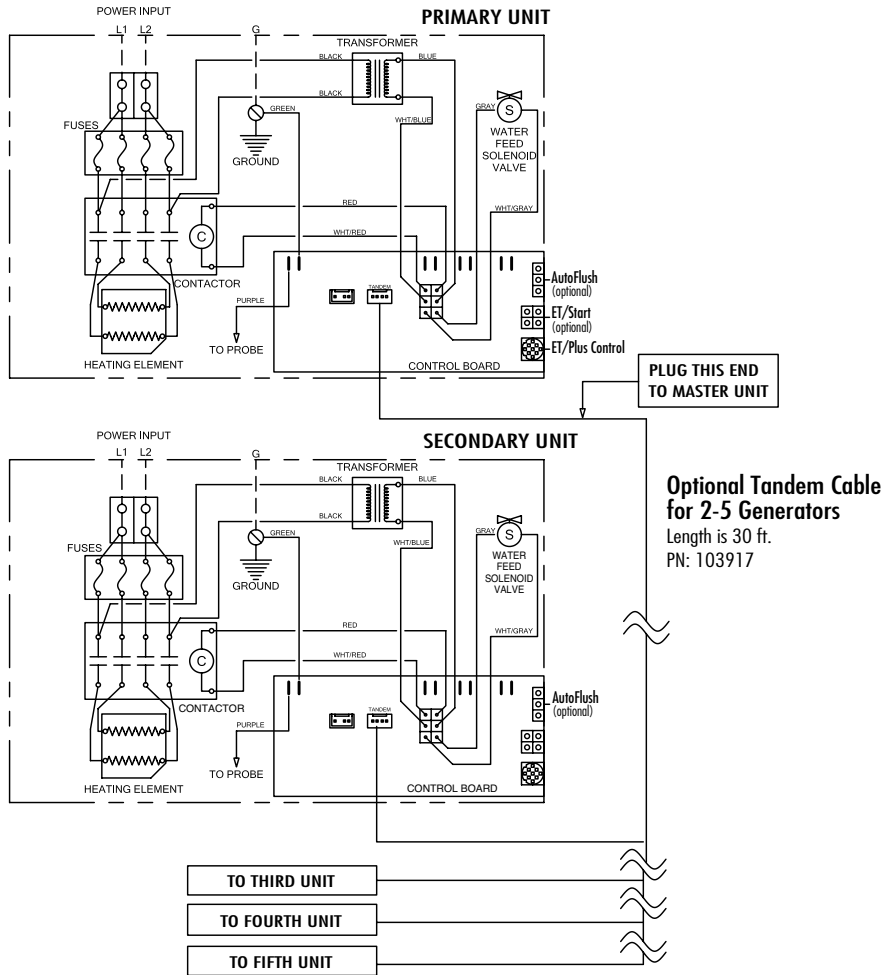 PRIMARY UNIT
POWER INPUT
L1 L2 G
TRANSFORMER
BLACK BLUE
BLACK
GREEN
GRAY S
FUSES
WHT/BLUE
WATER
FEED
SOLENOID
VALVE
GROUND
RED
WHT/GRAY
C
WHT/RED
CONTACTOR
TANDEM
AutoFlush
(optional)
PURPLE
ET/Start
(optional)
TO PROBE
ET/Plus Control
HEATING ELEMENT
CONTROL BOARD
PLUG THIS END
TO MASTER UNIT
SECONDARY UNIT
POWER INPUT
L1 L2 G
TRANSFORMER
BLACK BLUE
BLACK
GREEN
GRAY S
FUSES
WHT/BLUE
WATER
FEED
SOLENOID
VALVE
GROUND
RED
WHT/GRAY
C
WHT/RED
CONTACTOR
TANDEM
AutoFlush
(optional)
PURPLE
TO PROBE
HEATING ELEMENT
CONTROL BOARD
Optional Tandem Cable
for 2-5 Generators
Length is 30 ft.
PN: 103917
TO THIRD UNIT
TO FOURTH UNIT
TO FIFTH UNIT